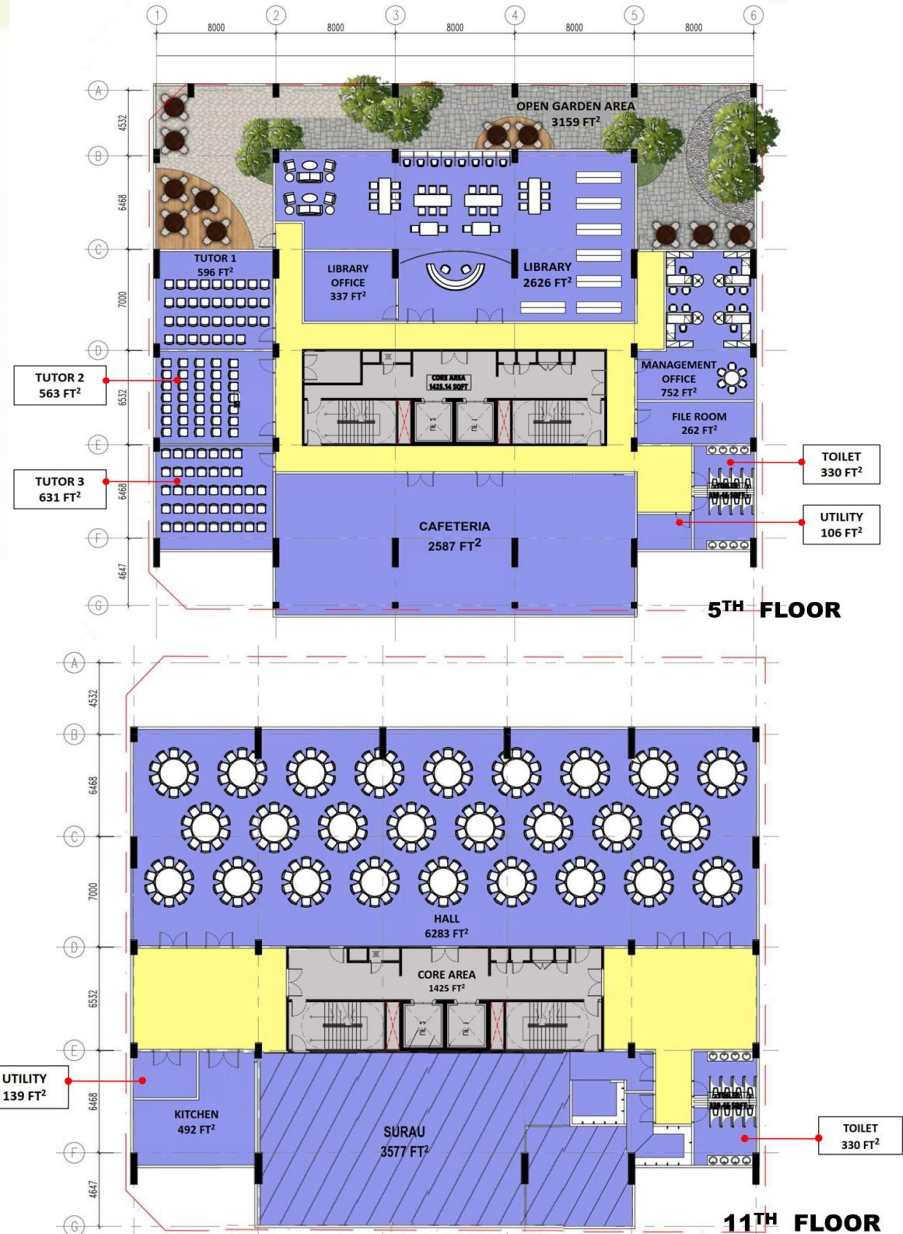 1 2 3 4 5 6
8000 8000 8000 8000 8000
A
4532
B
6468
C
7000
D
6532
E
6468
F
4647
G
OPEN GARDEN AREA
3159 FT²
TUTOR 1
596 FT²
LIBRARY
OFFICE
337 FT²
LIBRARY
2626 FT²
TUTOR 2
563 FT²
CORE AREA
1425.14 SQFT
MANAGEMENT
OFFICE
752 FT²
FILE ROOM
262 FT²
TUTOR 3
631 FT²
TOILET
330 FT²
UTILITY
106 FT²
CAFETERIA
2587 FT²
5TH FLOOR
A
4532
B
6468
C
7000
D
6532
E
6468
F
4647
G
HALL
6283 FT²
CORE AREA
1425 FT²
UTILITY
139 FT²
KITCHEN
492 FT²
SURAU
3577 FT²
TOILET
330 FT²
11TH FLOOR